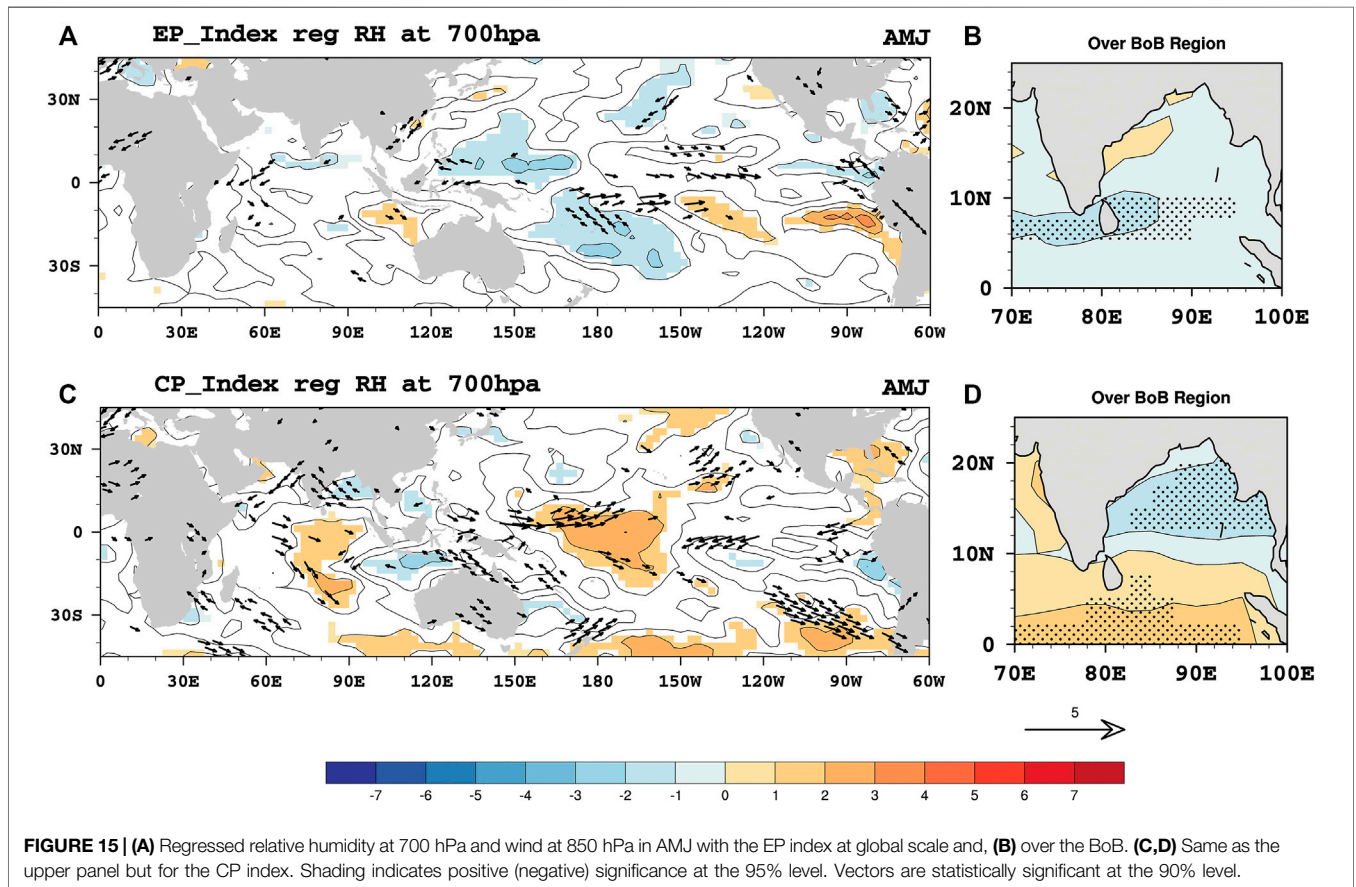 A EP_Index reg RH at 700hpa AMJ
B Over BoB Region
30N
0
30S
0 30E 60E 90E 120E 150E 180 150W 120W 90W 60W
20N
10N
0
70E 80E 90E 100E
C CP_Index reg RH at 700hpa AMJ
D Over BoB Region
30N
0
30S
0 30E 60E 90E 120E 150E 180 150W 120W 90W 60W
20N
10N
0
70E 80E 90E 100E
5
-7 -6 -5 -4 -3 -2 -1 0 1 2 3 4 5 6 7
FIGURE 15 | (A) Regressed relative humidity at 700 hPa and wind at 850 hPa in AMJ with the EP index at global scale and, (B) over the BoB. (C,D) Same as the
upper panel but for the CP index. Shading indicates positive (negative) significance at the 95% level. Vectors are statistically significant at the 90% level.